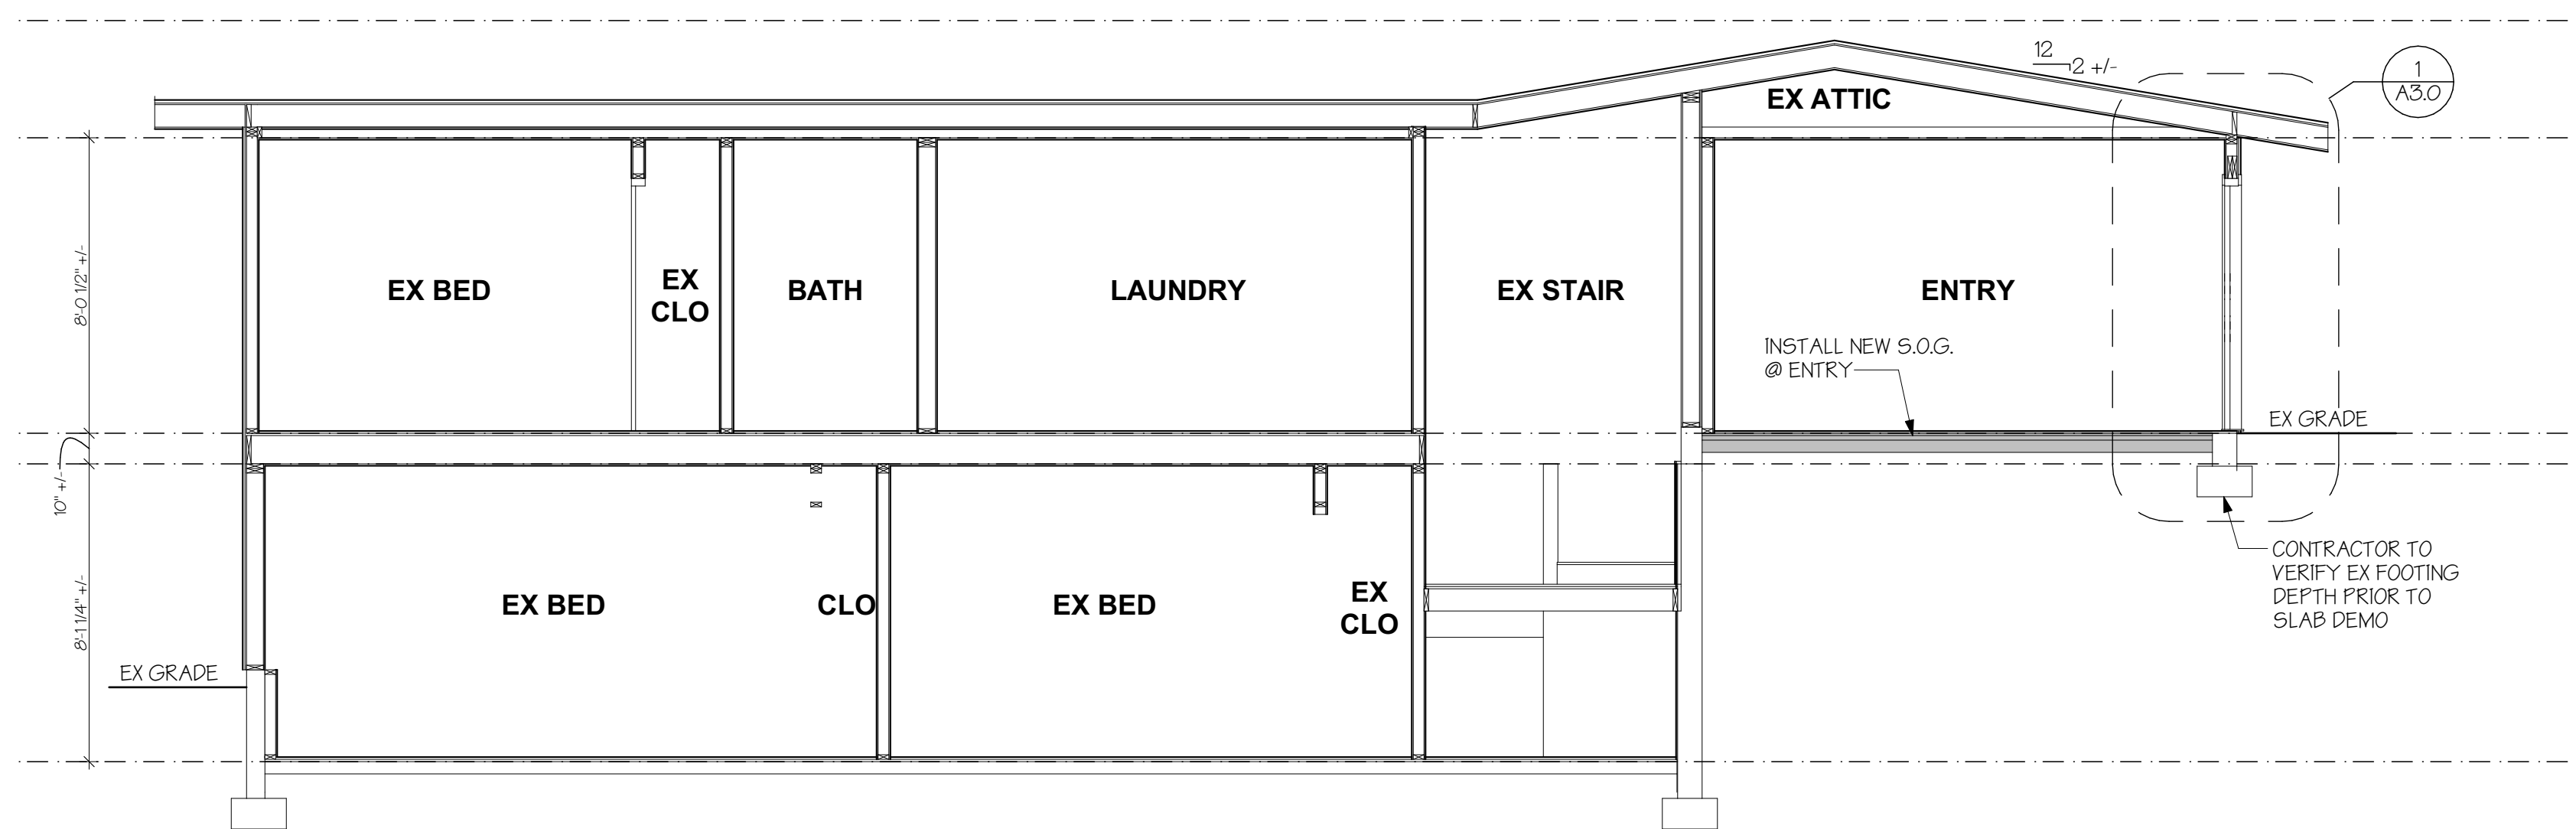 12
2 +/-
1
A3.0
EX ATTIC
8'-0 1/2" +/-
EX BED
EX
CLO
BATH
LAUNDRY
EX STAIR
ENTRY
INSTALL NEW S.O.G.
@ ENTRY
EX GRADE
10" +/-
CONTRACTOR TO
VERIFY EX FOOTING
DEPTH PRIOR TO
SLAB DEMO
8'-1 1/4" +/-
EX BED
CLO
EX BED
EX
CLO
EX GRADE